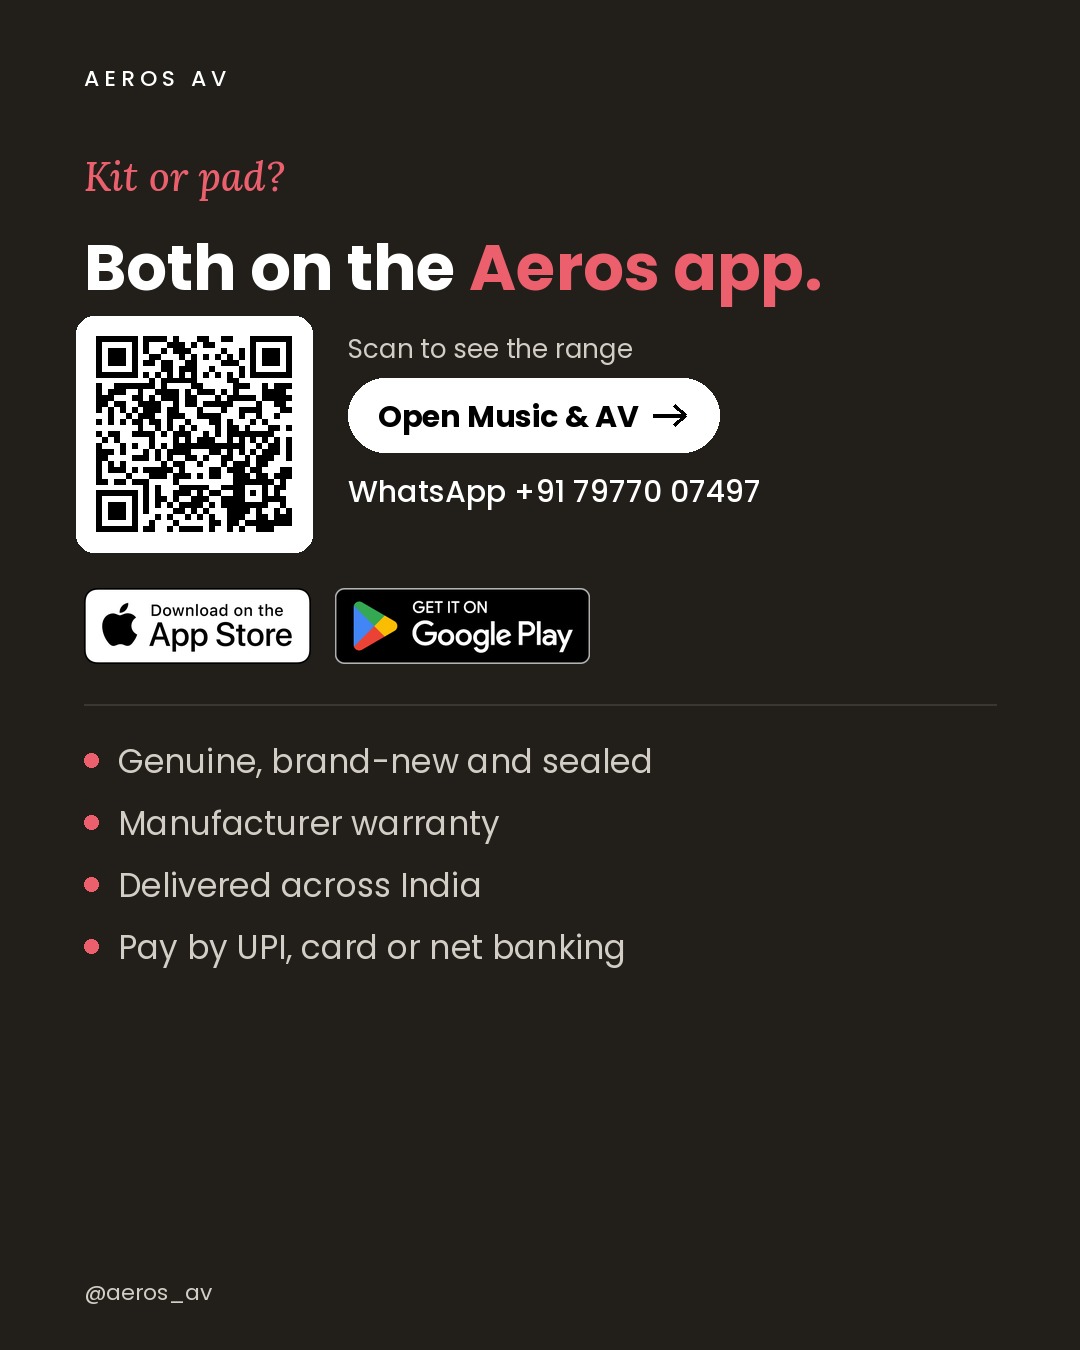 AEROS AV
Kit or pad?
Both on the Aeros app.
Scan to see the range
Open Music & AV →
WhatsApp +91 79770 07497
Download on the
App Store
GET IT ON
Google Play
Genuine, brand-new and sealed
Manufacturer warranty
Delivered across India
Pay by UPI, card or net banking
@aeros_av